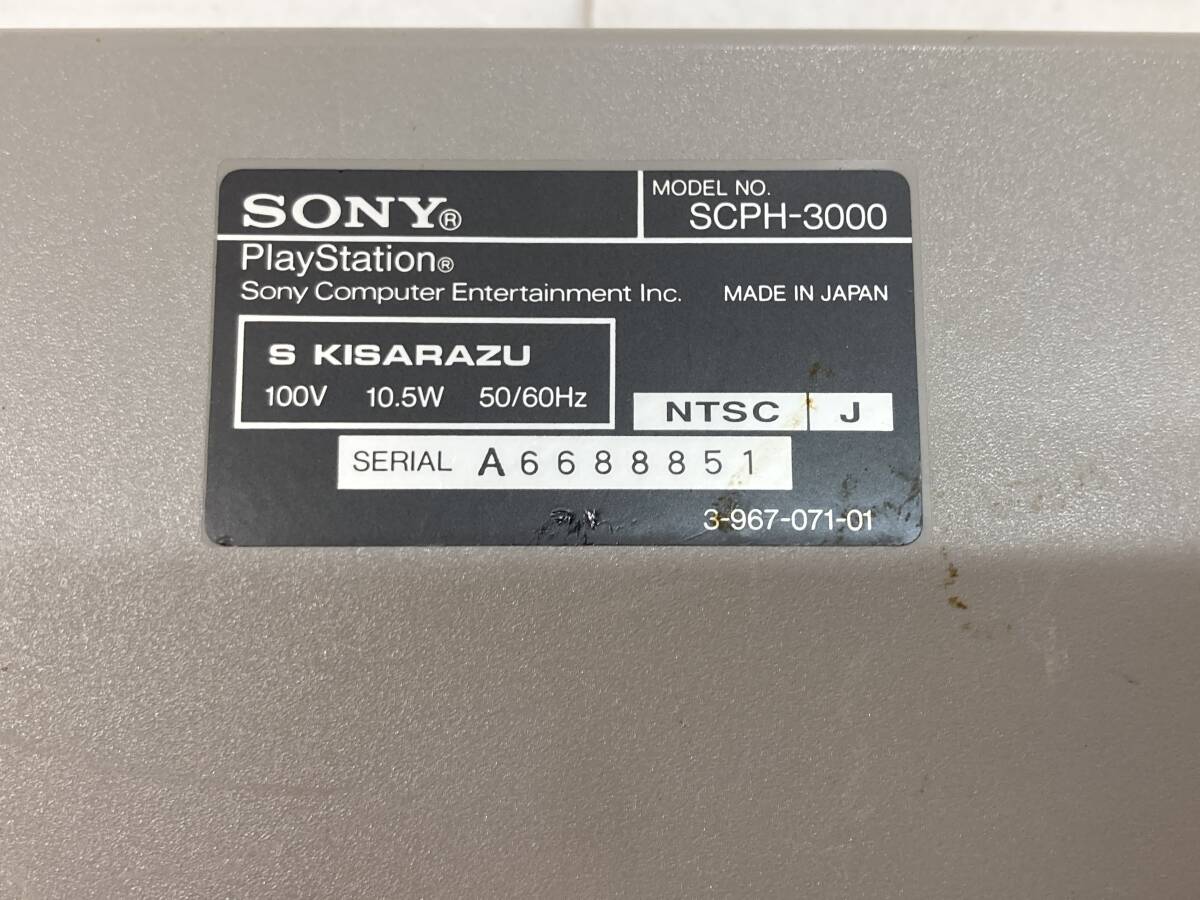 SONY®
MODEL NO.
SCPH-3000
PlayStation®
Sony Computer Entertainment Inc. MADE IN JAPAN
S KISARAZU
100V 10.5W 50/60Hz
NTSC J
SERIAL A6688851
3-967-071-01